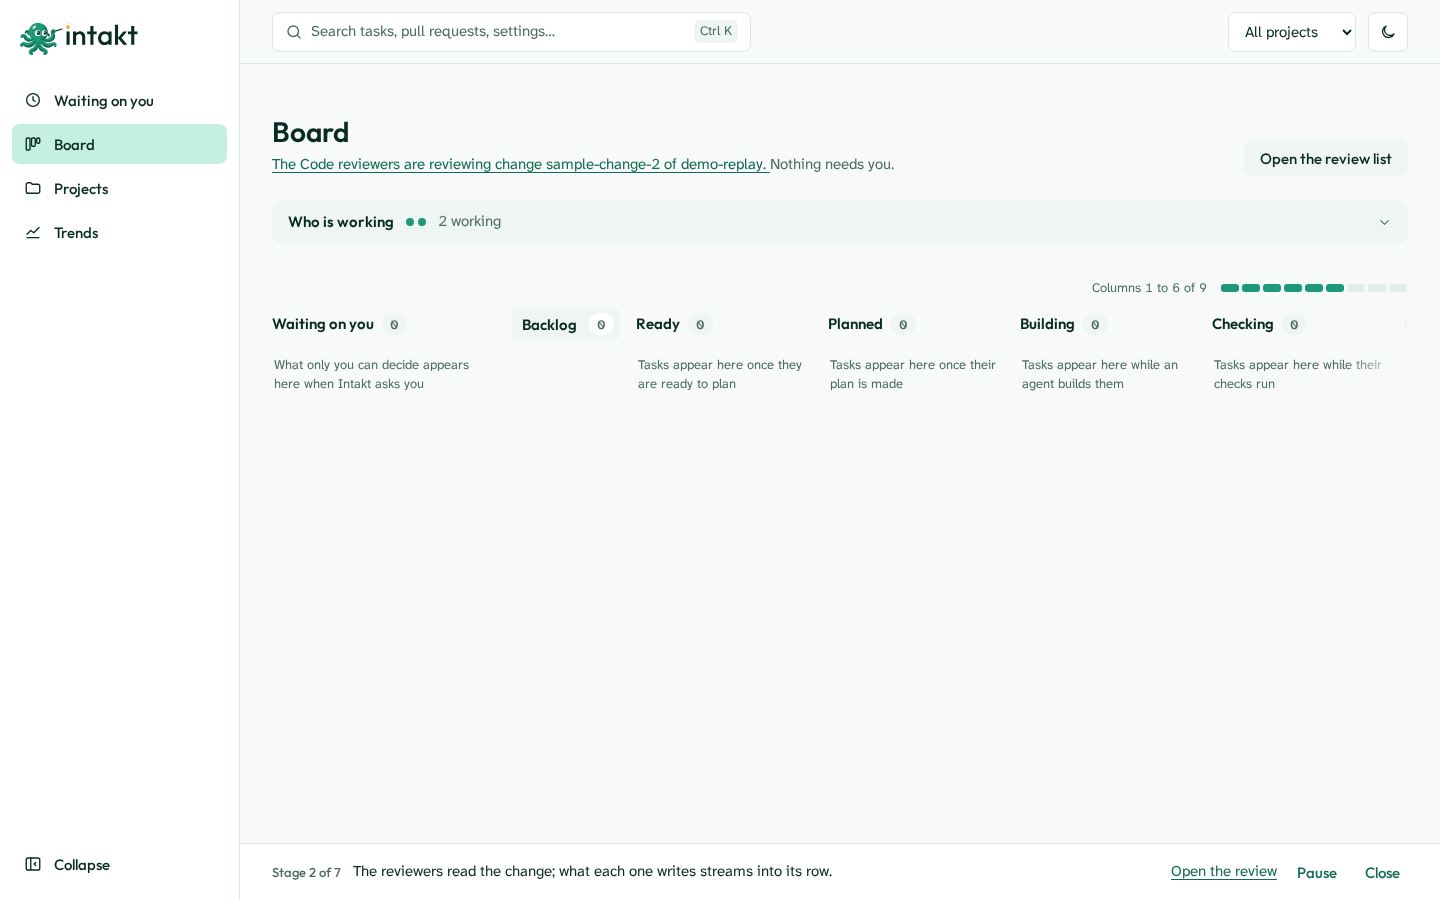 intakt
Search tasks, pull requests, settings...
Ctrl K
All projects
Waiting on you
Board
Projects
Trends
Board
The Code reviewers are reviewing change sample-change-2 of demo-replay. Nothing needs you.
Open the review list
Who is working
2 working
Columns 1 to 6 of 9
Waiting on you 0
Backlog 0
Ready 0
Planned 0
Building 0
Checking 0
What only you can decide appears
here when Intakt asks you
Tasks appear here once they
are ready to plan
Tasks appear here once their
plan is made
Tasks appear here while an
agent builds them
Tasks appear here while their
checks run
Collapse
Stage 2 of 7
The reviewers read the change; what each one writes streams into its row.
Open the review
Pause
Close